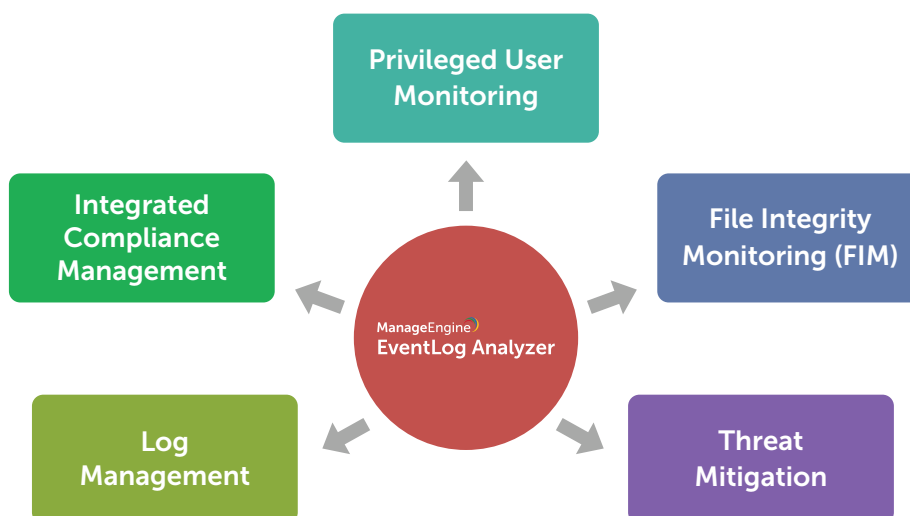 Privileged User
Monitoring
Integrated
Compliance
Management
File Integrity
Monitoring (FIM)
ManageEngine
EventLog Analyzer
Log
Management
Threat
Mitigation